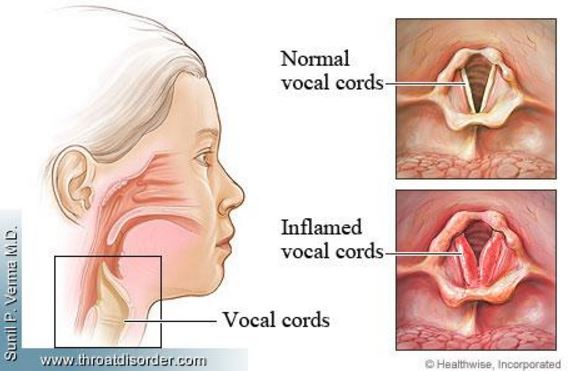 Normal
vocal cords
Inflamed
vocal cords
Vocal cords
Sunil P. Verma M.D.
www.throatdisorder.com
© Healthwise, Incorporated